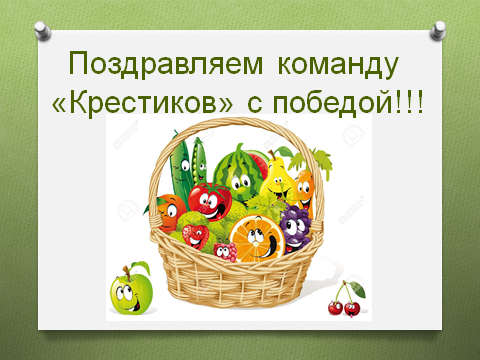 Поздравляем команду
«Крестиков» с победой!!!